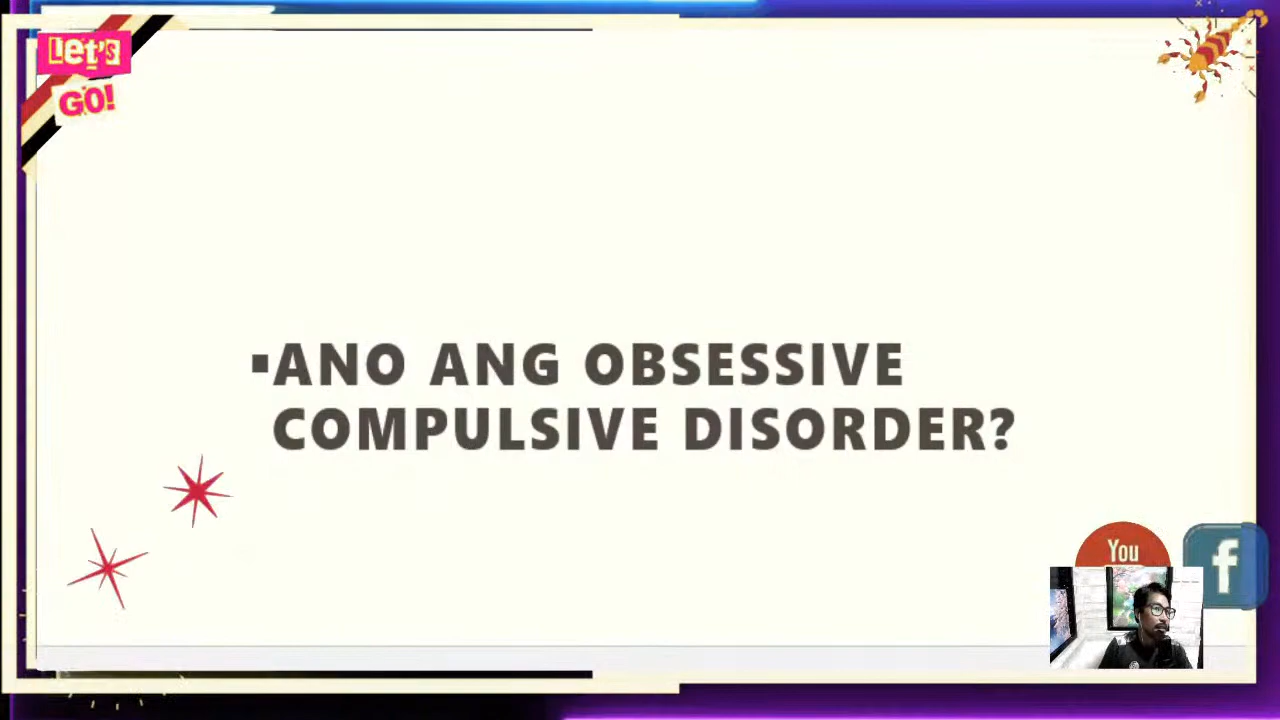 Let's
GO!
▪ANO ANG OBSESSIVE
COMPULSIVE DISORDER?
You
f